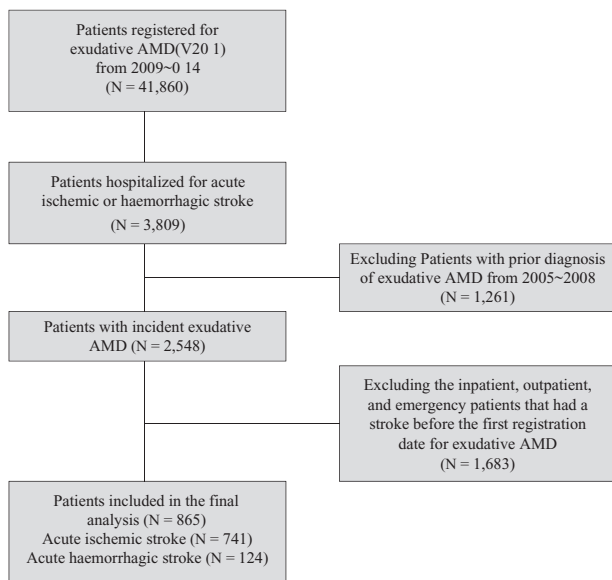 Patients registered for
exudative AMD(V20 1)
from 2009~0 14
(N = 41,860)
Patients hospitalized for acute
ischemic or haemorrhagic stroke
(N = 3,809)
Excluding Patients with prior diagnosis
of exudative AMD from 2005~2008
(N = 1,261)
Patients with incident exudative
AMD (N = 2,548)
Excluding the inpatient, outpatient,
and emergency patients that had a
stroke before the first registration
date for exudative AMD
(N = 1,683)
Patients included in the final
analysis (N = 865)
Acute ischemic stroke (N = 741)
Acute haemorrhagic stroke (N = 124)